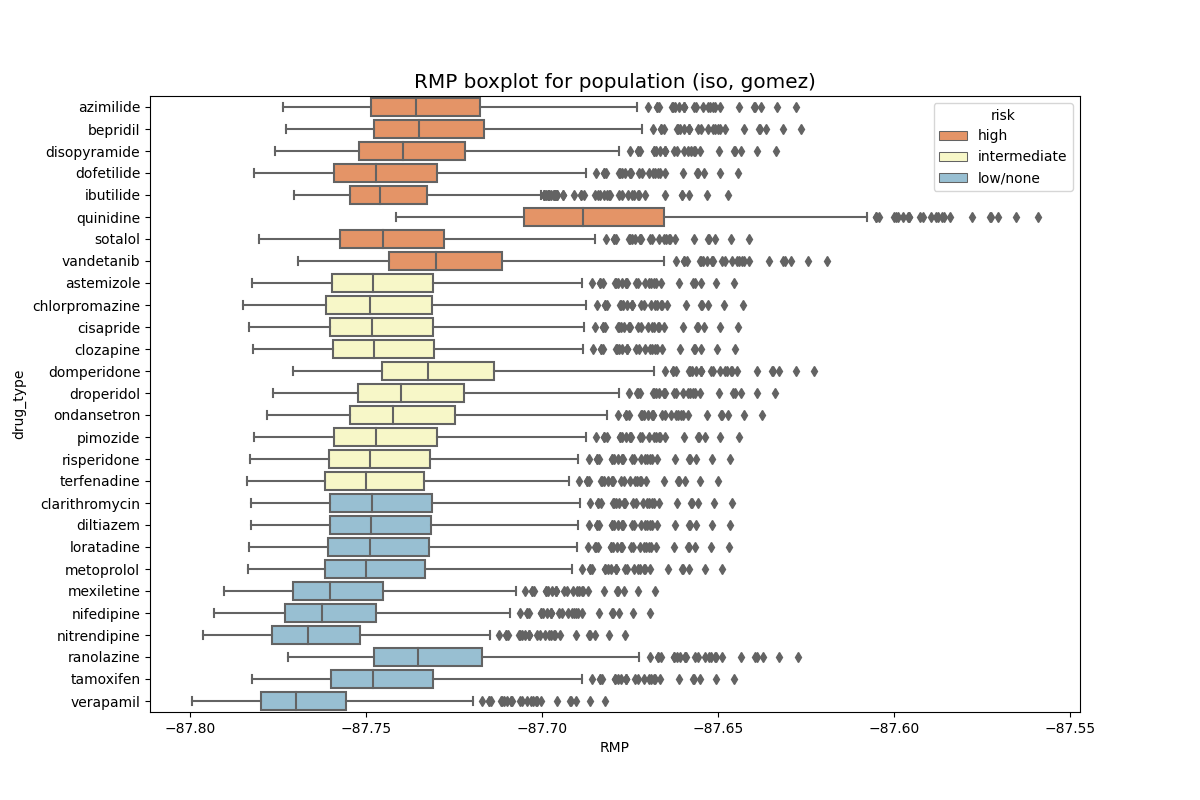 RMP boxplot for population (iso, gomez)
azimilide
bepridil
disopyramide
dofetilide
ibutilide
quinidine
sotalol
vandetanib
astemizole
chlorpromazine
cisapride
clozapine
domperidone
droperidol
ondansetron
pimozide
risperidone
terfenadine
clarithromycin
diltiazem
loratadine
metoprolol
mexiletine
nifedipine
nitrendipine
ranolazine
tamoxifen
verapamil
drug_type
risk
high
intermediate
low/none
−87.80 −87.75 −87.70 −87.65 −87.60 −87.55
RMP